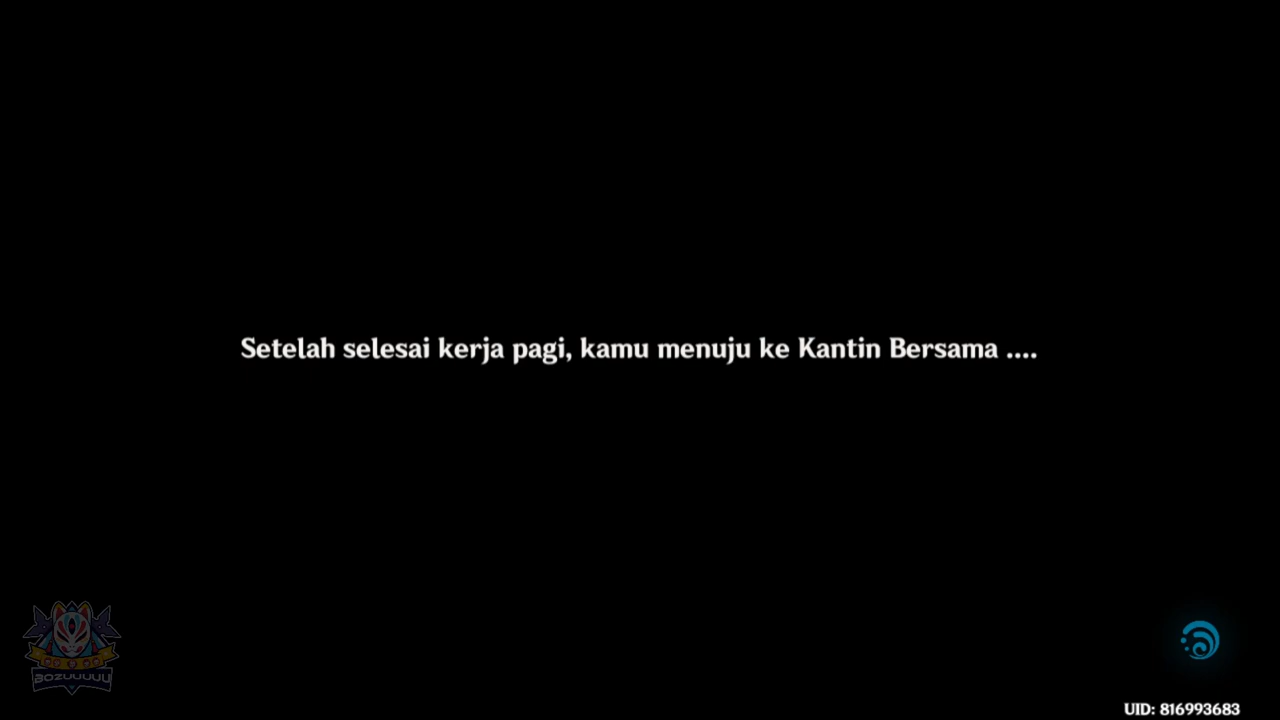 Setelah selesai kerja pagi, kamu menuju ke Kantin Bersama ....
BOZUUUUU
UID: 816993683